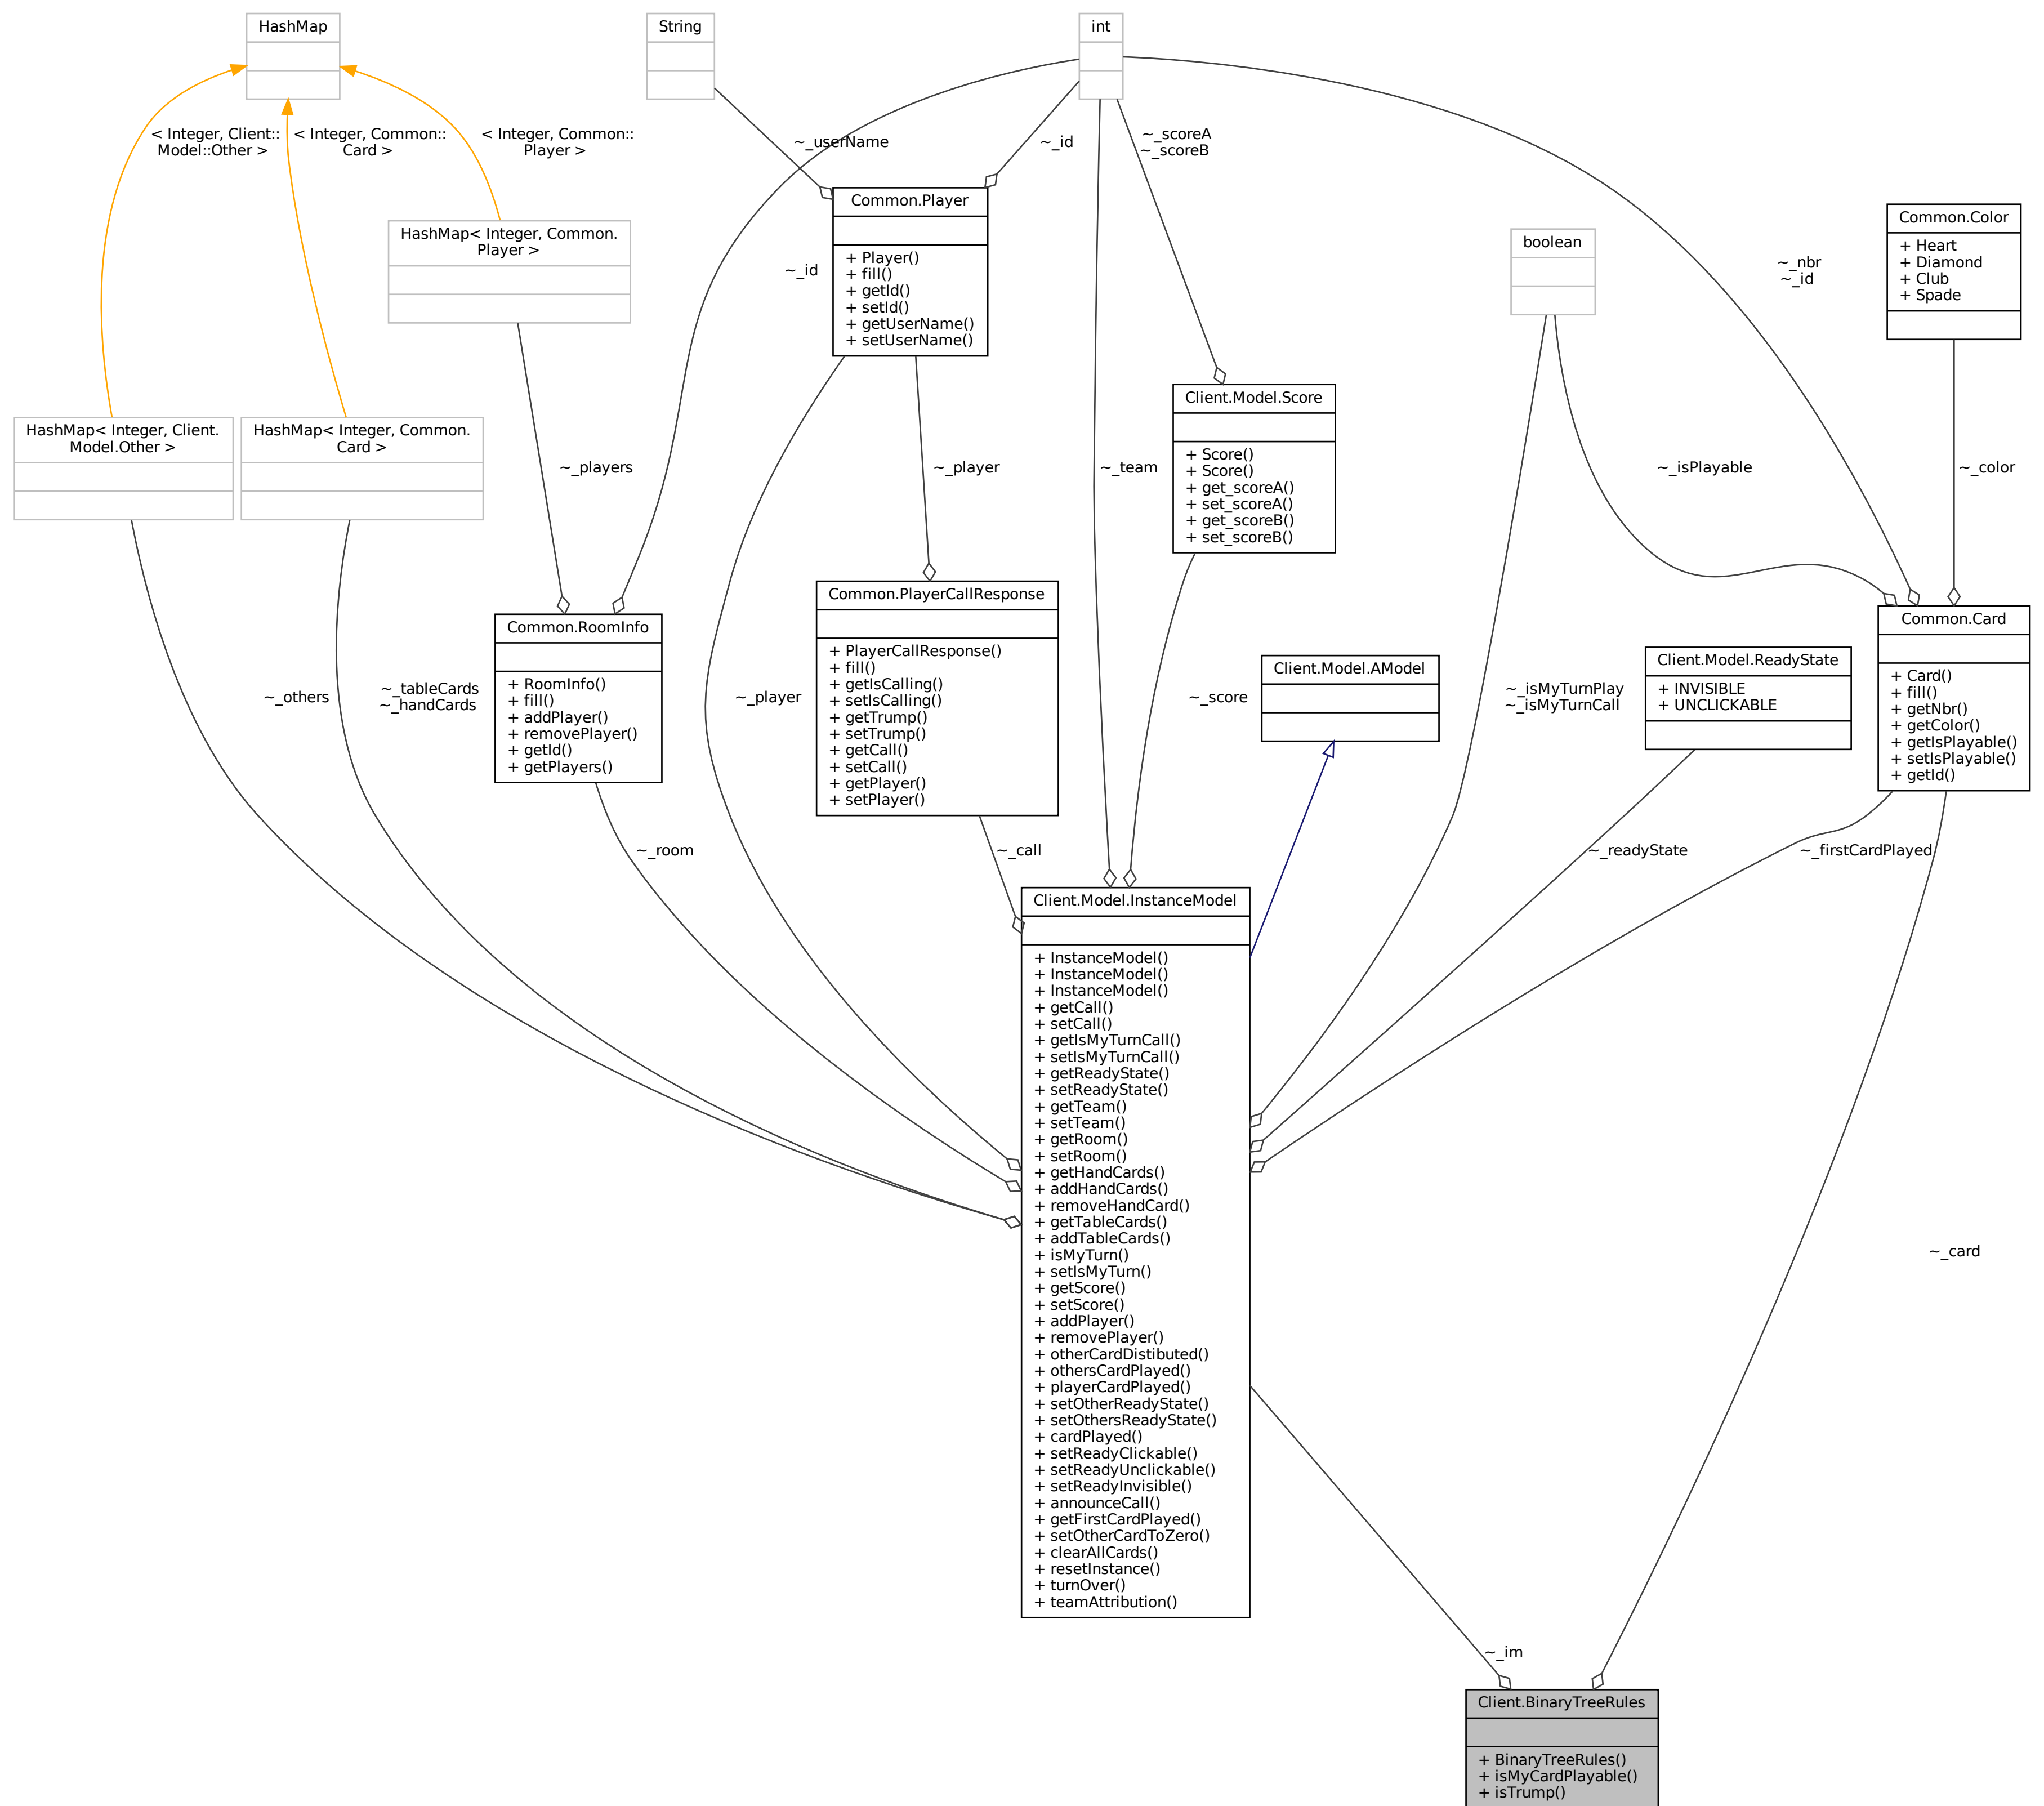 HashMap
String
int
< Integer, Client::
Model::Other >
< Integer, Common::
Card >
< Integer, Common::
Player >
~_userName
~_id
~_scoreA
~_scoreB
Common.Player
+ Player()
+ fill()
+ getId()
+ setId()
+ getUserName()
+ setUserName()
HashMap< Integer, Common.
Player >
boolean
Common.Color
+ Heart
+ Diamond
+ Club
+ Spade
~_id
~_nbr
~_id
HashMap< Integer, Client.
Model.Other >
HashMap< Integer, Common.
Card >
~_players
~_player
~_team
Client.Model.Score
+ Score()
+ Score()
+ get_scoreA()
+ set_scoreA()
+ get_scoreB()
+ set_scoreB()
~_isPlayable
~_color
Common.RoomInfo
+ RoomInfo()
+ fill()
+ addPlayer()
+ removePlayer()
+ getId()
+ getPlayers()
Common.PlayerCallResponse
+ PlayerCallResponse()
+ fill()
+ getIsCalling()
+ setIsCalling()
+ getTrump()
+ setTrump()
+ getCall()
+ setCall()
+ getPlayer()
+ setPlayer()
Client.Model.AModel
Client.Model.ReadyState
+ INVISIBLE
+ UNCLICKABLE
Common.Card
+ Card()
+ fill()
+ getNbr()
+ getColor()
+ getIsPlayable()
+ setIsPlayable()
+ getId()
~_others
~_tableCards
~_handCards
~_player
~_score
~_isMyTurnPlay
~_isMyTurnCall
~_room
~_call
~_readyState
~_firstCardPlayed
Client.Model.InstanceModel
+ InstanceModel()
+ InstanceModel()
+ InstanceModel()
+ getCall()
+ setCall()
+ getIsMyTurnCall()
+ setIsMyTurnCall()
+ getReadyState()
+ setReadyState()
+ getTeam()
+ setTeam()
+ getRoom()
+ setRoom()
+ getHandCards()
+ addHandCards()
+ removeHandCard()
+ getTableCards()
+ addTableCards()
+ isMyTurn()
+ setIsMyTurn()
+ getScore()
+ setScore()
+ addPlayer()
+ removePlayer()
+ otherCardDistibuted()
+ othersCardPlayed()
+ playerCardPlayed()
+ setOtherReadyState()
+ setOthersReadyState()
+ cardPlayed()
+ setReadyClickable()
+ setReadyUnclickable()
+ setReadyInvisible()
+ announceCall()
+ getFirstCardPlayed()
+ setOtherCardToZero()
+ clearAllCards()
+ resetInstance()
+ turnOver()
+ teamAttribution()
~_card
~_im
Client.BinaryTreeRules
+ BinaryTreeRules()
+ isMyCardPlayable()
+ isTrump()